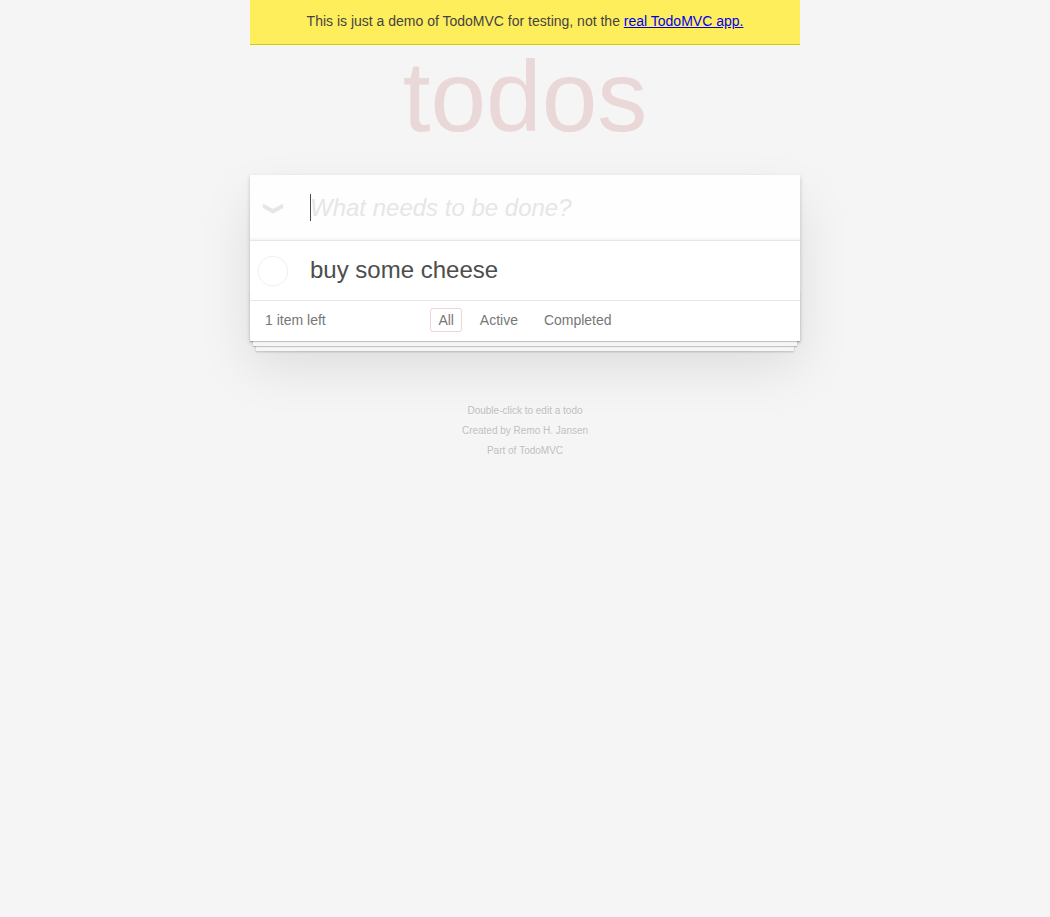 This is just a demo of TodoMVC for testing, not the real TodoMVC app.
todos
What needs to be done?
buy some cheese
1 item left All Active Completed
Double-click to edit a todo
Created by Remo H. Jansen
Part of TodoMVC